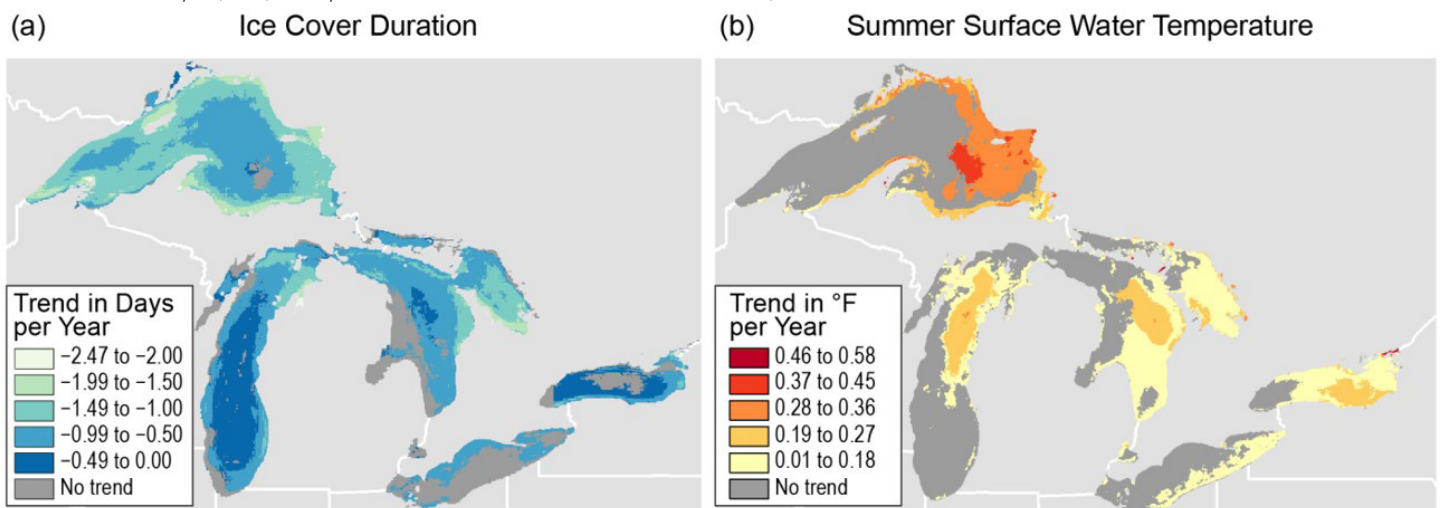 (a) Ice Cover Duration
(b) Summer Surface Water Temperature
Trend in Days
per Year
−2.47 to −2.00
−1.99 to −1.50
−1.49 to −1.00
−0.99 to −0.50
−0.49 to 0.00
No trend
Trend in °F
per Year
0.46 to 0.58
0.37 to 0.45
0.28 to 0.36
0.19 to 0.27
0.01 to 0.18
No trend